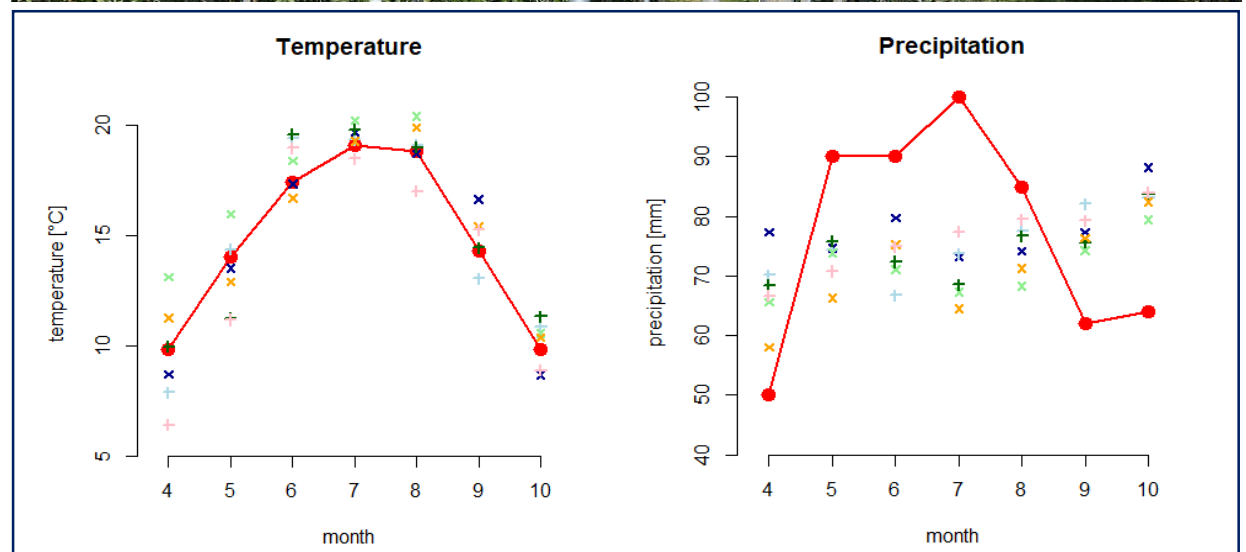 Temperature
temperature [°C]
20
15
10
5
4 5 6 7 8 9 10
month
Precipitation
precipitation [mm]
100
90
80
70
60
50
40
4 5 6 7 8 9 10
month